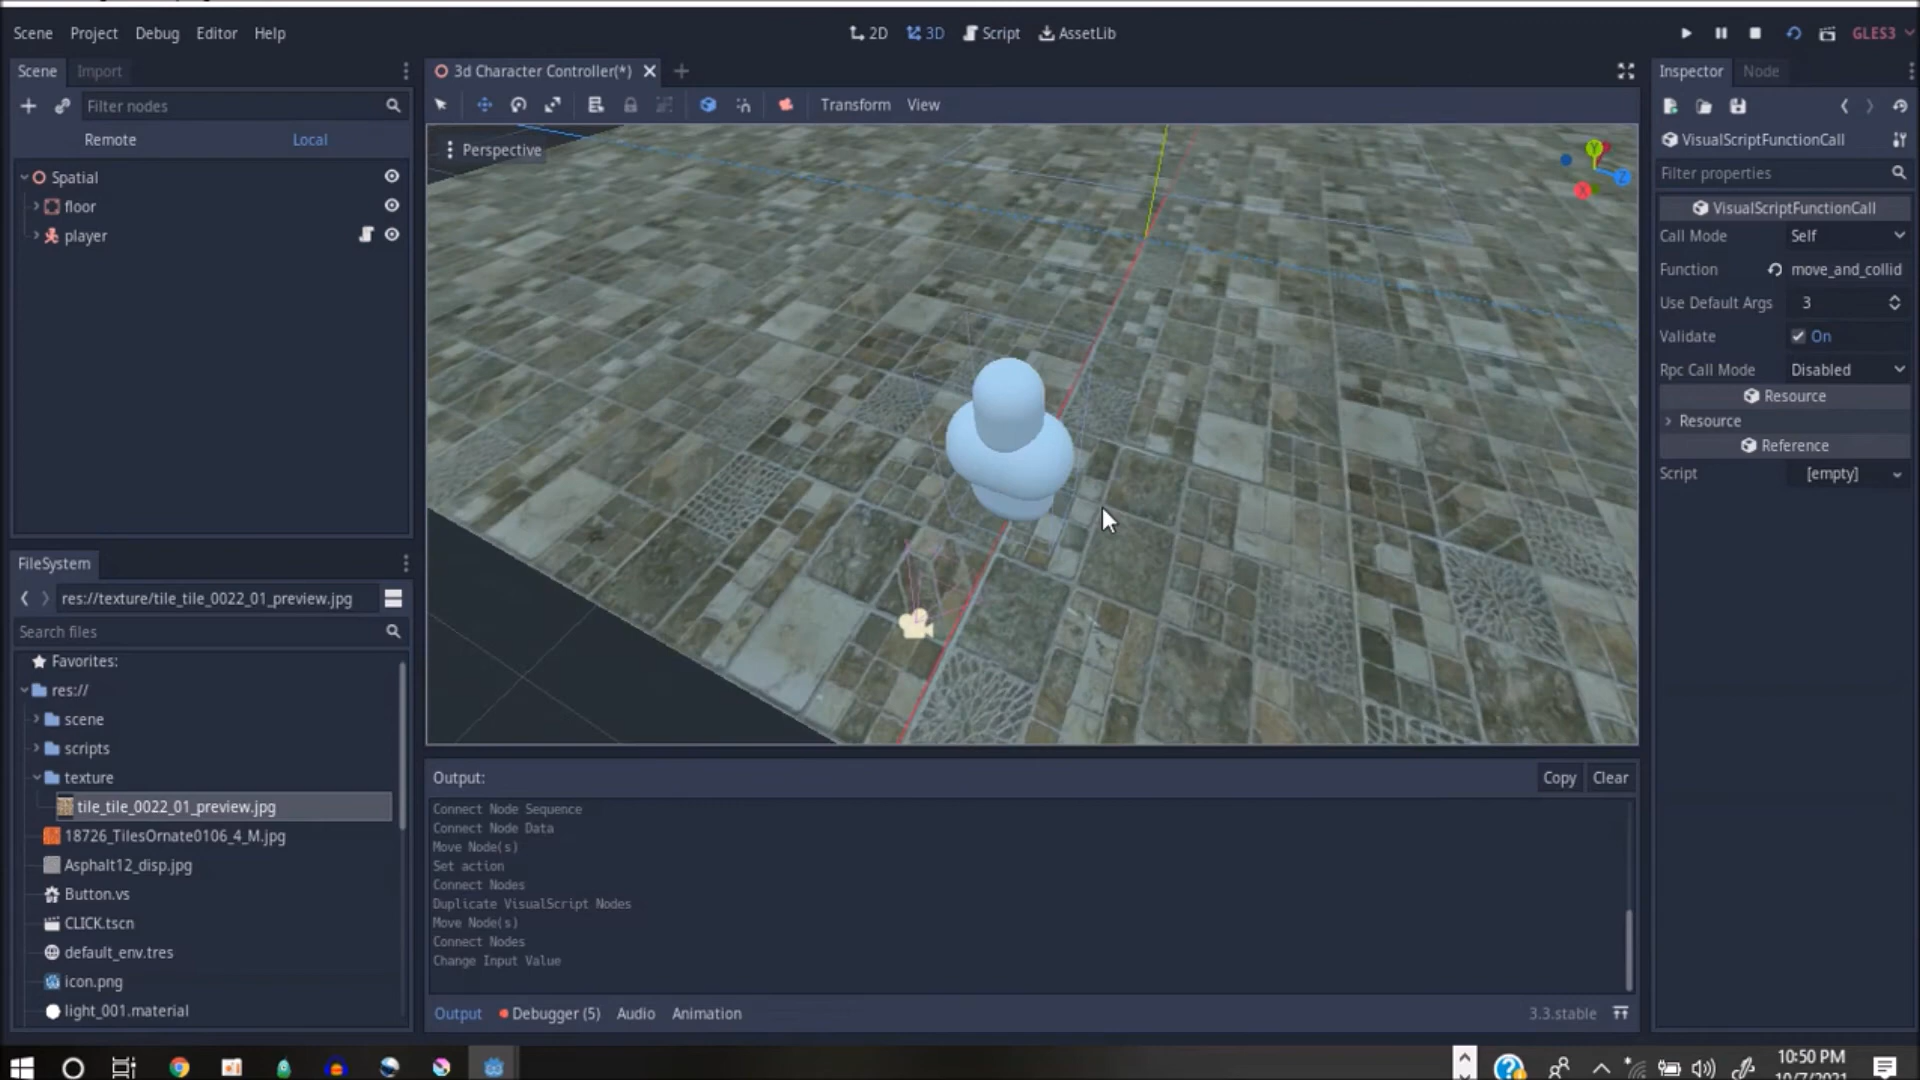 Scene Project Debug Editor Help
2D 3D Script AssetLib
GLES3
Scene Import
3d Character Controller(*)
Inspector Node
Filter nodes
Transform View
Remote Local
Perspective
Y
Z
X
VisualScriptFunctionCall
Filter properties
Spatial
floor
player
VisualScriptFunctionCall
Call Mode Self
Function move_and_collid
Use Default Args 3
Validate On
Rpc Call Mode Disabled
Resource
Resource
Reference
Script [empty]
FileSystem
res://texture/tile_tile_0022_01_preview.jpg
Search files
Favorites:
res://
scene
scripts
texture
tile_tile_0022_01_preview.jpg
18726_TilesOrnate0106_4_M.jpg
Asphalt12_disp.jpg
Button.vs
CLICK.tscn
default_env.tres
icon.png
light_001.material
Output: Copy Clear
Connect Node Sequence
Connect Node Data
Move Node(s)
Set action
Connect Nodes
Duplicate VisualScript Nodes
Move Node(s)
Connect Nodes
Change Input Value
Output Debugger (5) Audio Animation
3.3.stable
10:50 PM
10/7/2021